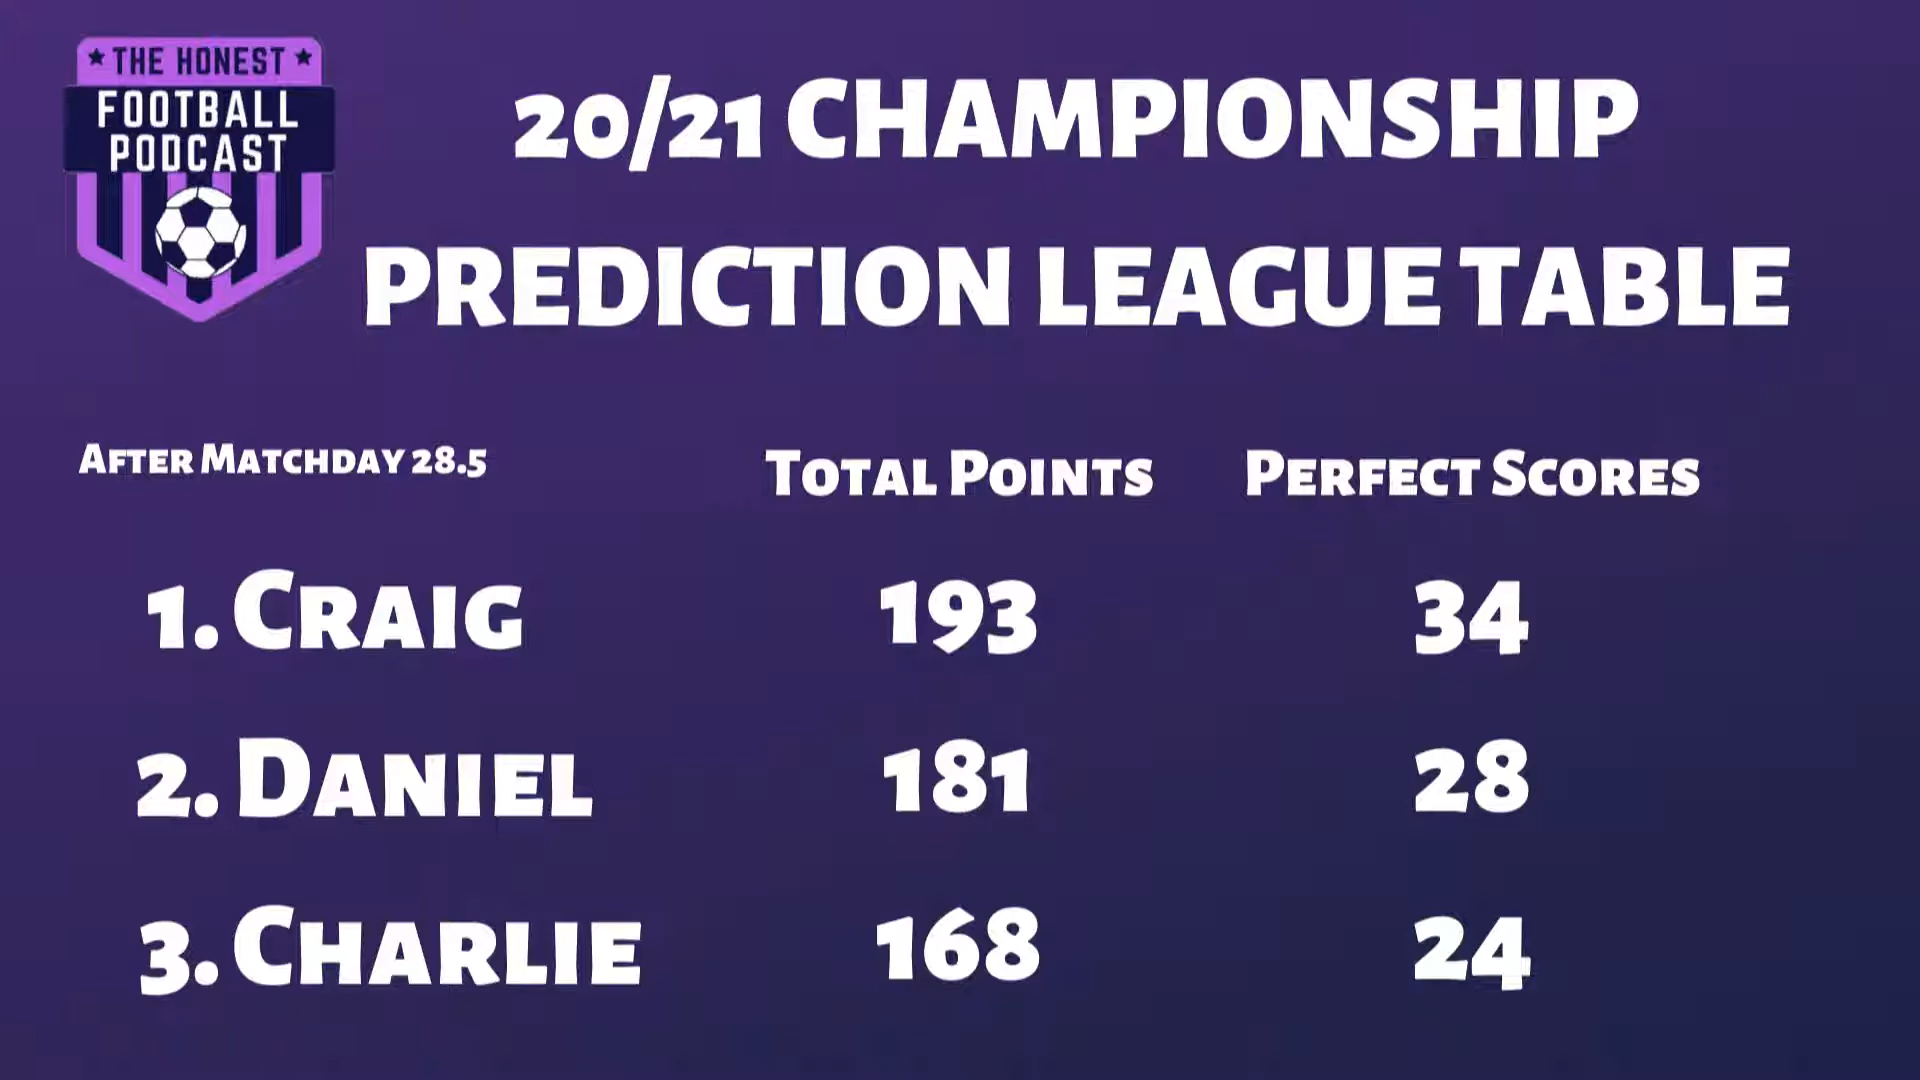 ★ THE HONEST ★
FOOTBALL
PODCAST
20/21 CHAMPIONSHIP
PREDICTION LEAGUE TABLE
AFTER MATCHDAY 28.5 TOTAL POINTS PERFECT SCORES
1. CRAIG 193 34
2. DANIEL 181 28
3. CHARLIE 168 24